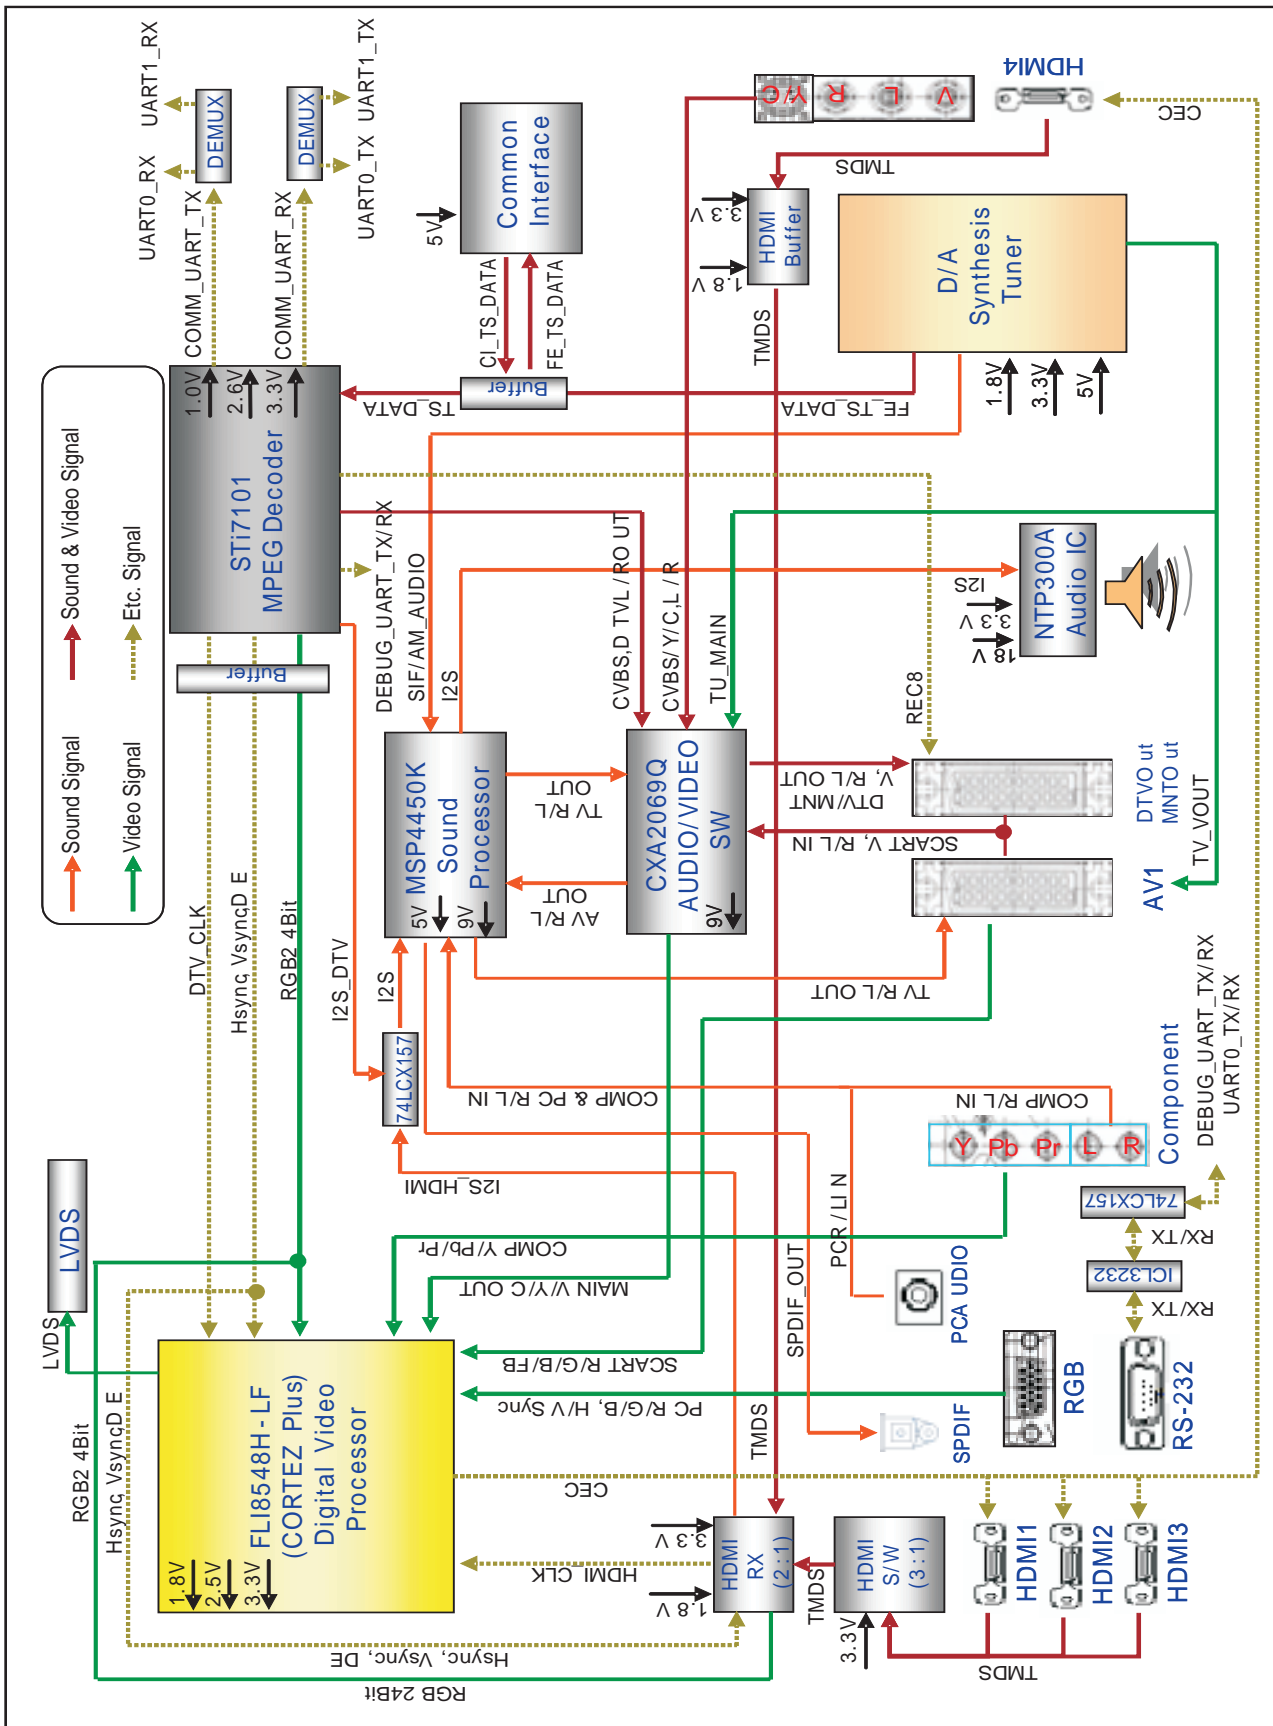 Sound Signal
Sound & Video Signal
Video Signal
Etc. Signal
LVDS
LVDS
RGB2 4Bit
Hsync, Vsync,D E
DTV_CLK
Hsync, Vsync,D E
RGB2 4Bit
Buffer
STi7101
MPEG Decoder
1.0V
2.6V
3.3V
COMM_UART_TX
COMM_UART_RX
DEMUX
DEMUX
UART0_RX
UART1_RX
UART0_TX
UART1_TX
FLI8548H - LF
(CORTEZ Plus)
Digital Video
Processor
1.8V
2.5V
3.3V
I2S_DTV
I2S
74LCX157
I2S_HDMI
DEBUG_UART_TX/RX
SIF/AM_AUDIO
I2S
TS_DATA
Buffer
CI_TS_DATA
FE_TS_DATA
FE_TS_DATA
5V
Common
Interface
MSP4450K
Sound
Processor
5V
9V
TV R/L
OUT
AV R/L
OUT
CXA2069Q
AUDIO/VIDEO
SW
9V
CVBS,D TVL / RO UT
CVBS/ Y / C,L / R
TU_MAIN
COMP & PC R/L IN
COMP Y/Pb/Pr
MAIN V/Y/C OUT
SCART R/G/B/FB
PC R/G/B, H/V Sync
SPDIF_OUT
PCR / LI N
TMDS
CEC
TMDS
HDMI
Buffer
3.3 V
1.8 V
TMDS
Y/C
R
L
V
HDMI4
CEC
D/A
Synthesis
Tuner
1.8V
3.3V
5V
REC8
I2S
3.3 V
18 V
NTP300A
Audio IC
DTV/MNT
V, R/L OUT
SCART V, R/L IN
TV R/L OUT
DTVO ut
MNTO ut
AV1
TV_VOUT
COMP R/L IN
Y
Pb
Pr
L
R
Component
PCA UDIO
SPDIF
RGB
RS-232
RX/TX
ICL3232
RX/TX
74LCX157
DEBUG_UART_TX/RX
UART0_TX/RX
HDMI_CLK
3.3 V
1.8 V
HDMI
RX
(2:1)
TMDS
HDMI
S/W
(3:1)
3.3V
TMDS
HDMI1
HDMI2
HDMI3
Hsync, Vsync, DE
RGB 24Bit